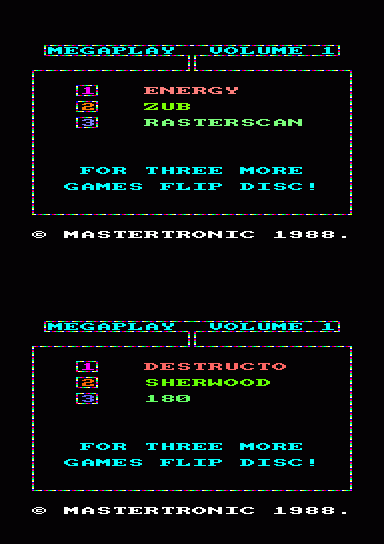 MEGAPLAY VOLUME 1
1 ENERGY
2 ZUB
3 RASTERSCAN
FOR THREE MORE
GAMES FLIP DISC!
© MASTERTRONIC 1988.
MEGAPLAY VOLUME 1
1 DESTRUCTO
2 SHERWOOD
3 180
FOR THREE MORE
GAMES FLIP DISC!
© MASTERTRONIC 1988.